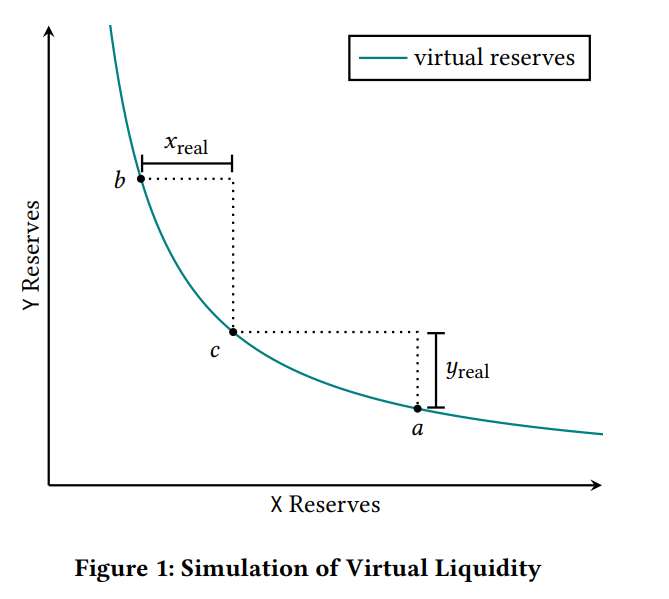 virtual reserves
x_real
b
Y Reserves
c
y_real
a
X Reserves
Figure 1: Simulation of Virtual Liquidity